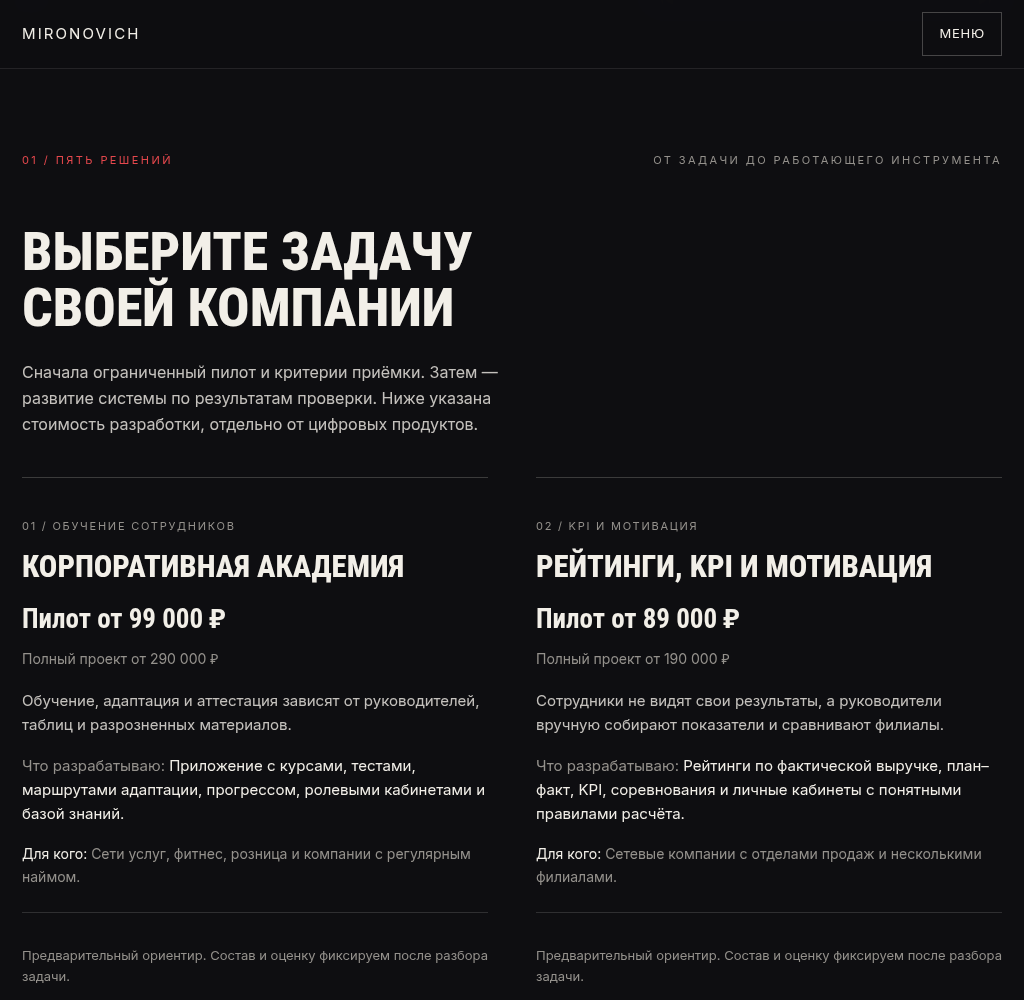 MIRONOVICH
МЕНЮ
01 / ПЯТЬ РЕШЕНИЙ
ОТ ЗАДАЧИ ДО РАБОТАЮЩЕГО ИНСТРУМЕНТА
ВЫБЕРИТЕ ЗАДАЧУ
СВОЕЙ КОМПАНИИ
Сначала ограниченный пилот и критерии приёмки. Затем —
развитие системы по результатам проверки. Ниже указана
стоимость разработки, отдельно от цифровых продуктов.
01 / ОБУЧЕНИЕ СОТРУДНИКОВ
КОРПОРАТИВНАЯ АКАДЕМИЯ
Пилот от 99 000 ₽
Полный проект от 290 000 ₽
Обучение, адаптация и аттестация зависят от руководителей,
таблиц и разрозненных материалов.
Что разрабатываю: Приложение с курсами, тестами,
маршрутами адаптации, прогрессом, ролевыми кабинетами и
базой знаний.
Для кого: Сети услуг, фитнес, розница и компании с регулярным
наймом.
Предварительный ориентир. Состав и оценку фиксируем после разбора
задачи.
02 / KPI И МОТИВАЦИЯ
РЕЙТИНГИ, KPI И МОТИВАЦИЯ
Пилот от 89 000 ₽
Полный проект от 190 000 ₽
Сотрудники не видят свои результаты, а руководители
вручную собирают показатели и сравнивают филиалы.
Что разрабатываю: Рейтинги по фактической выручке, план–
факт, KPI, соревнования и личные кабинеты с понятными
правилами расчёта.
Для кого: Сетевые компании с отделами продаж и несколькими
филиалами.
Предварительный ориентир. Состав и оценку фиксируем после разбора
задачи.